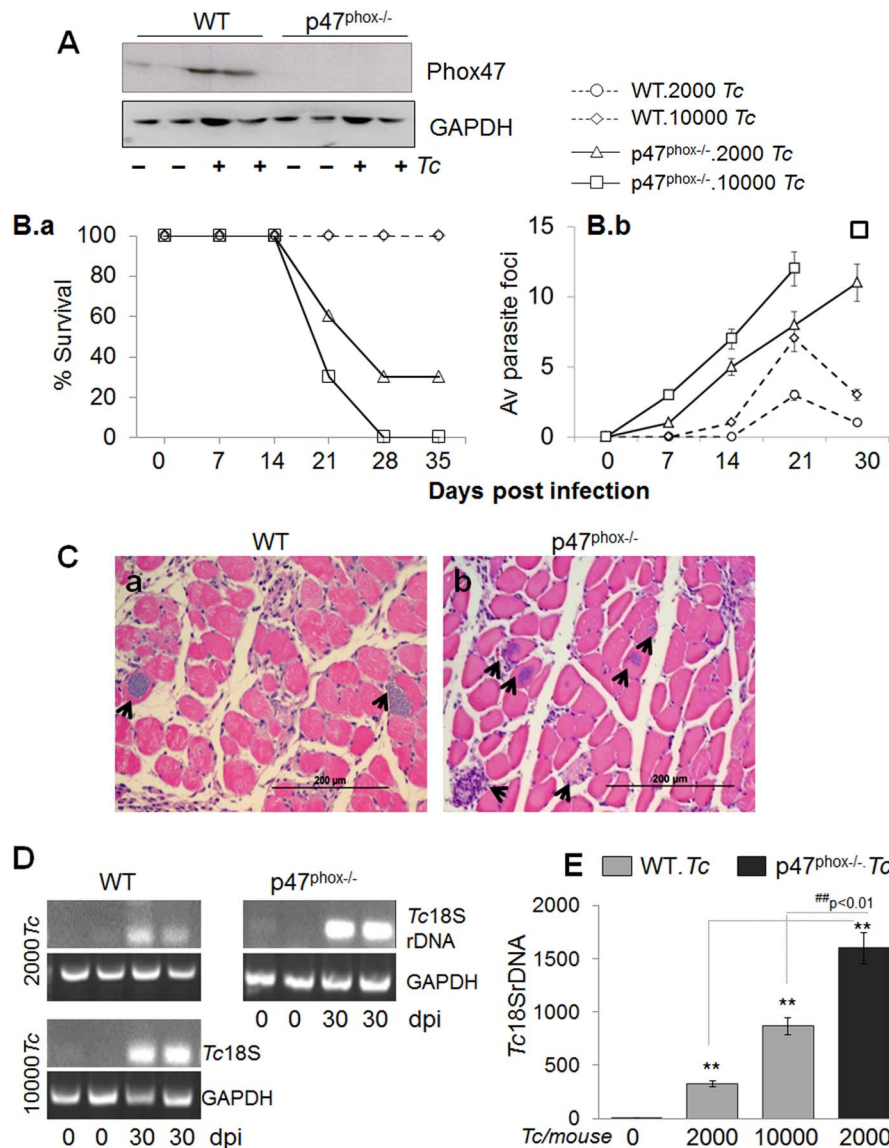 A
WT p47phox-/-
Phox47
GAPDH
– – + + – – + + Tc
WT.2000 Tc
WT.10000 Tc
p47phox-/-.2000 Tc
p47phox-/-.10000 Tc
B.a
% Survival
100
80
60
40
20
0
0 7 14 21 28 35
B.b
Av parasite foci
15
10
5
0
0 7 14 21 30
Days post infection
C
WT p47phox-/-
a
200 µm
b
200 µm
D
WT p47phox-/-
2000Tc
Tc18S
rDNA
GAPDH
0 0 30 30 dpi
10000Tc
Tc18S
GAPDH
0 0 30 30 dpi
E
WT.Tc p47phox-/-.Tc
##p<0.01
Tc18SrDNA
2000
1500
1000
500
0
**
**
**
Tc/mouse 0 2000 10000 2000